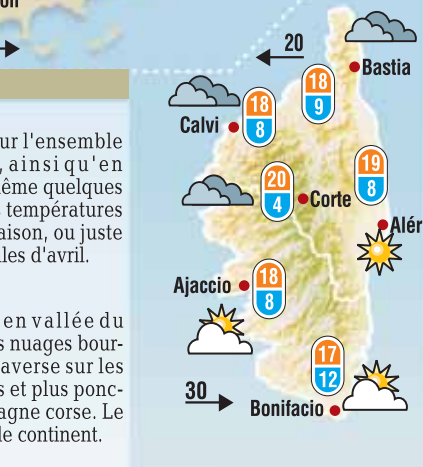 ur l'ensemble
, ainsi qu'en
ême quelques
températures
aison, ou juste
lles d'avril.
en vallée du
s nuages bour-
averse sur les
s et plus ponc-
agne corse. Le
le continent.
20
Bastia
18
9
18
8
Calvi
19
8
20
4
Corte
Alér
Ajaccio
18
8
17
12
30
Bonifacio